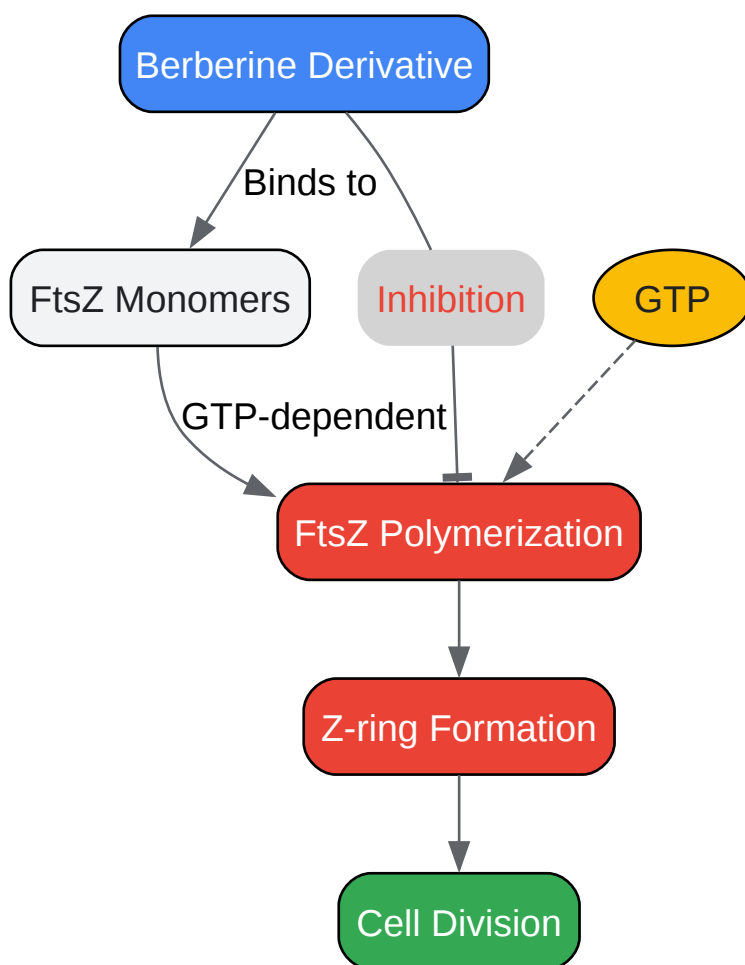 Berberine Derivative
Binds to
FtsZ Monomers
Inhibition
GTP
GTP-dependent
FtsZ Polymerization
Z-ring Formation
Cell Division